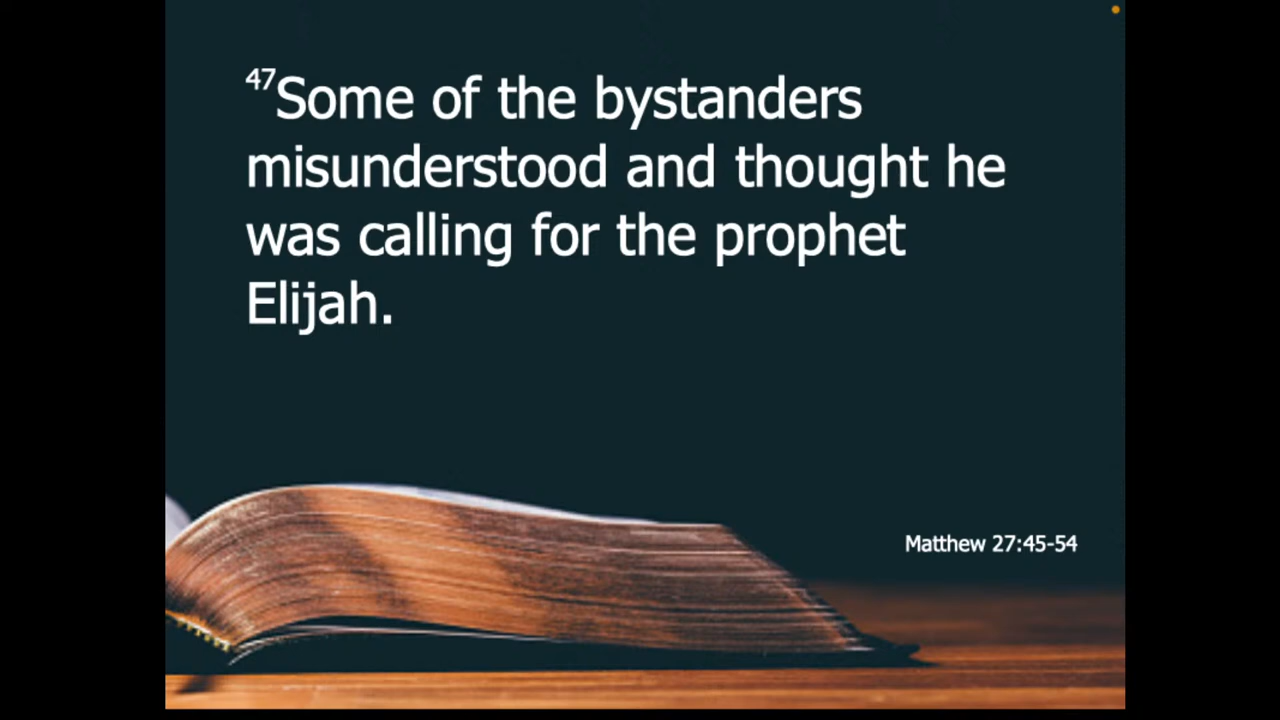 47Some of the bystanders
misunderstood and thought he
was calling for the prophet
Elijah.
Matthew 27:45-54